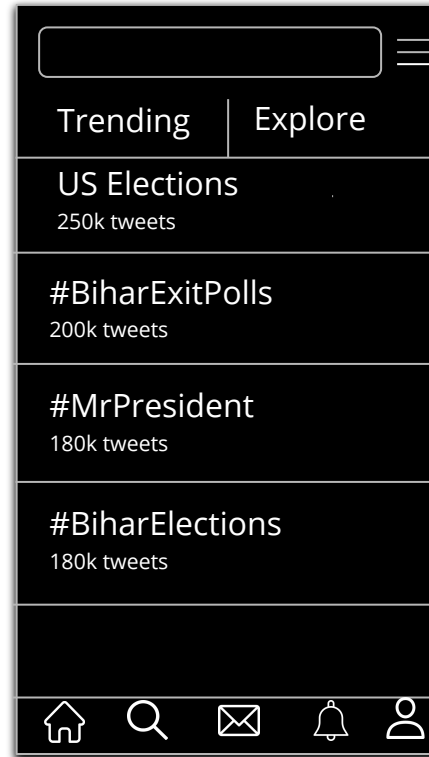 Trending
Explore
US Elections
250k tweets
#BiharExitPolls
200k tweets
#MrPresident
180k tweets
#BiharElections
180k tweets